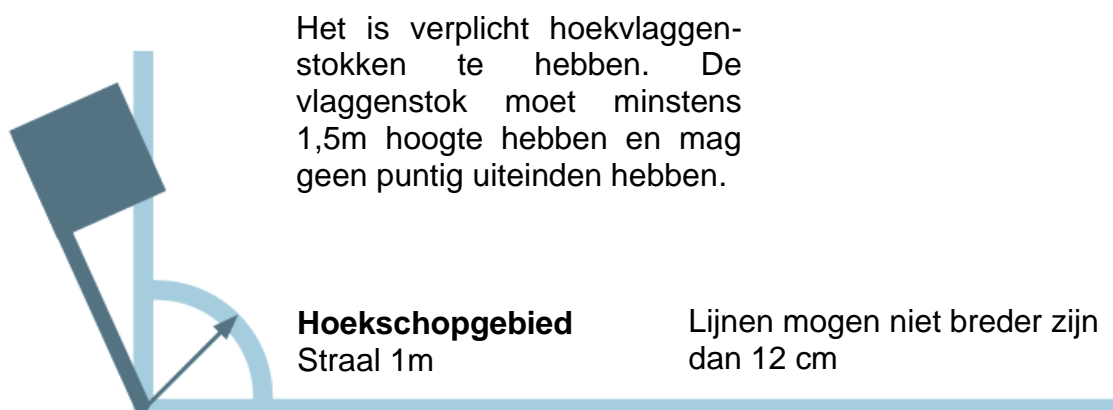 Het is verplicht hoekvlaggen-
stokken te hebben. De
vlaggenstok moet minstens
1,5m hoogte hebben en mag
geen puntig uiteinden hebben.
Hoekschopgebied
Straal 1m
Lijnen mogen niet breder zijn
dan 12 cm